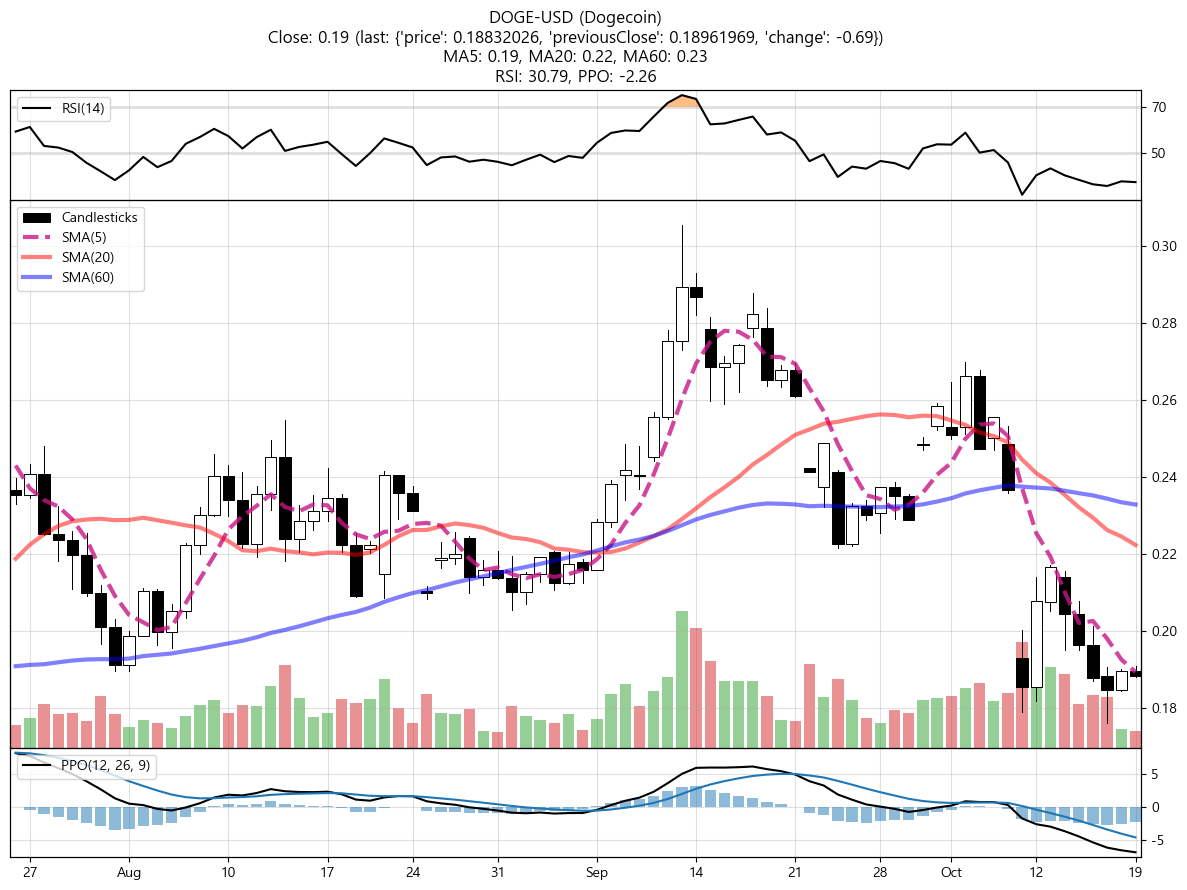 DOGE-USD (Dogecoin)
Close: 0.19 (last: {'price': 0.18832026, 'previousClose': 0.18961969, 'change': -0.69})
MA5: 0.19, MA20: 0.22, MA60: 0.23
RSI: 30.79, PPO: -2.26
RSI(14)
70
50
Candlesticks
SMA(5)
SMA(20)
SMA(60)
0.30
0.28
0.26
0.24
0.22
0.20
0.18
PPO(12, 26, 9)
5
0
-5
27 Aug 10 17 24 31 Sep 14 21 28 Oct 12 19